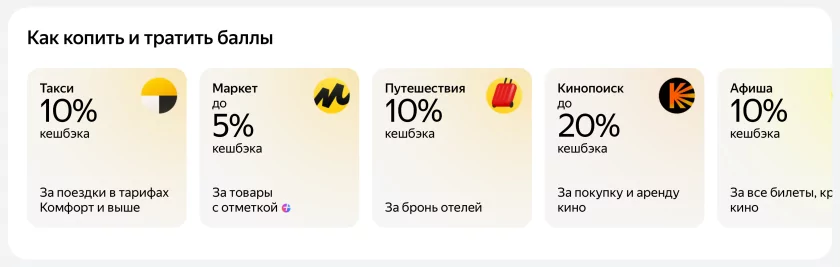 Как копить и тратить баллы
Такси
10%
кешбэка
За поездки в тарифах
Комфорт и выше
Маркет
до
5%
кешбэка
За товары
с отметкой
Путешествия
10%
кешбэка
За бронь отелей
Кинопоиск
до
20%
кешбэка
За покупку и аренду
кино
Афиша
10%
кешбэка
За все билеты, кр
кино